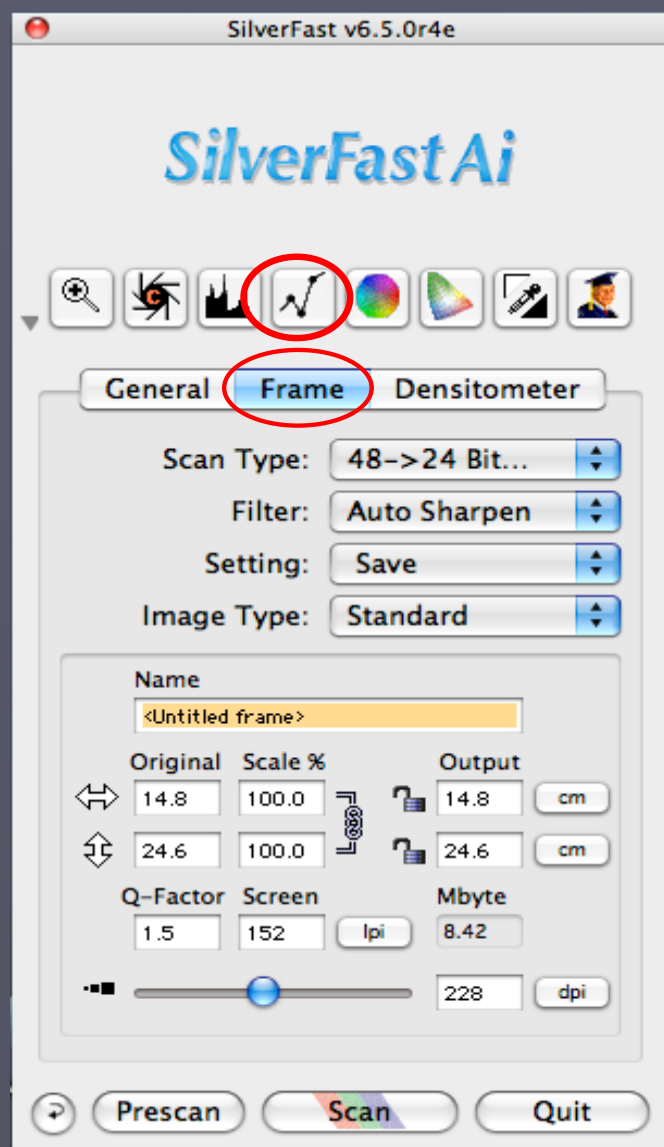 SilverFast v6.5.0r4e
SilverFast Ai
C
General Frame Densitometer
Scan Type: 48->24 Bit...
Filter: Auto Sharpen
Setting: Save
Image Type: Standard
Name
<Untitled frame>
Original Scale % Output
14.8 100.0 14.8 cm
24.6 100.0 24.6 cm
Q-Factor Screen Mbyte
1.5 152 lpi 8.42
228 dpi
Prescan Scan Quit